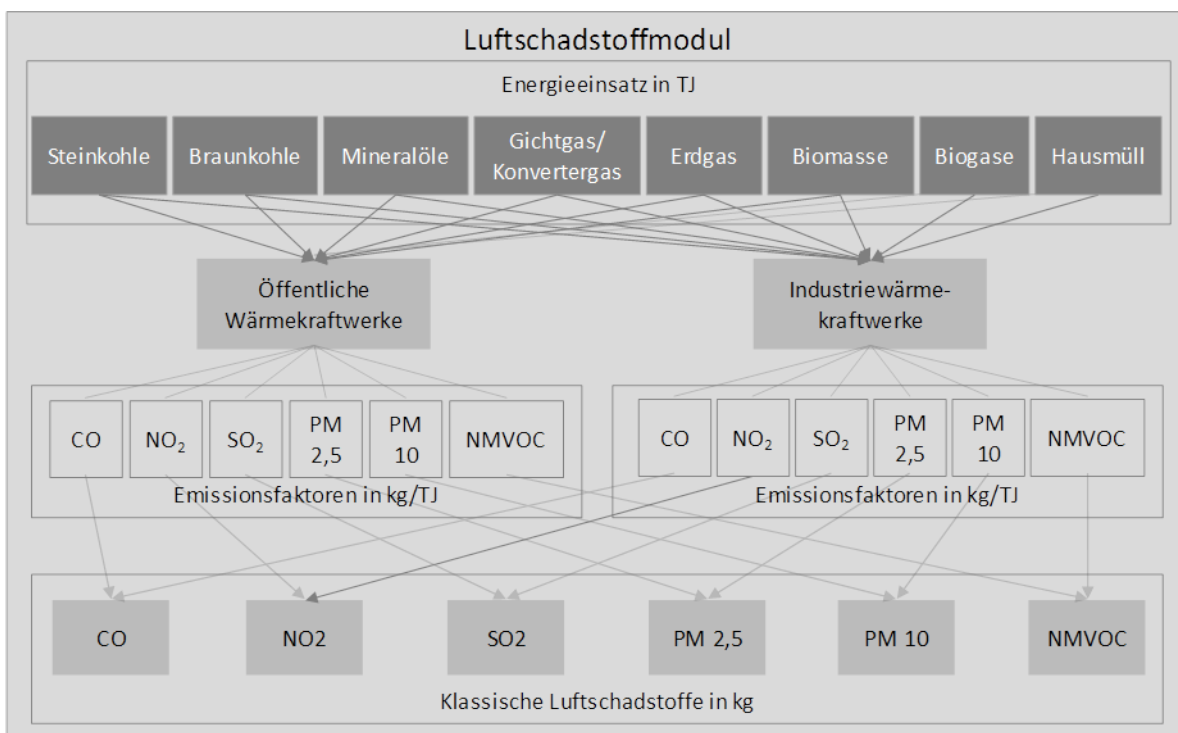 Luftschadstoffmodul
Energieeinsatz in TJ
Steinkohle
Braunkohle
Mineralöle
Gichtgas/
Konvertergas
Erdgas
Biomasse
Biogase
Hausmüll
Öffentliche
Wärmekraftwerke
Industriewärme-
kraftwerke
CO
NO₂
SO₂
PM
2,5
PM
10
NMVOC
Emissionsfaktoren in kg/TJ
CO
NO₂
SO₂
PM
2,5
PM
10
NMVOC
Emissionsfaktoren in kg/TJ
CO
NO2
SO2
PM 2,5
PM 10
NMVOC
Klassische Luftschadstoffe in kg